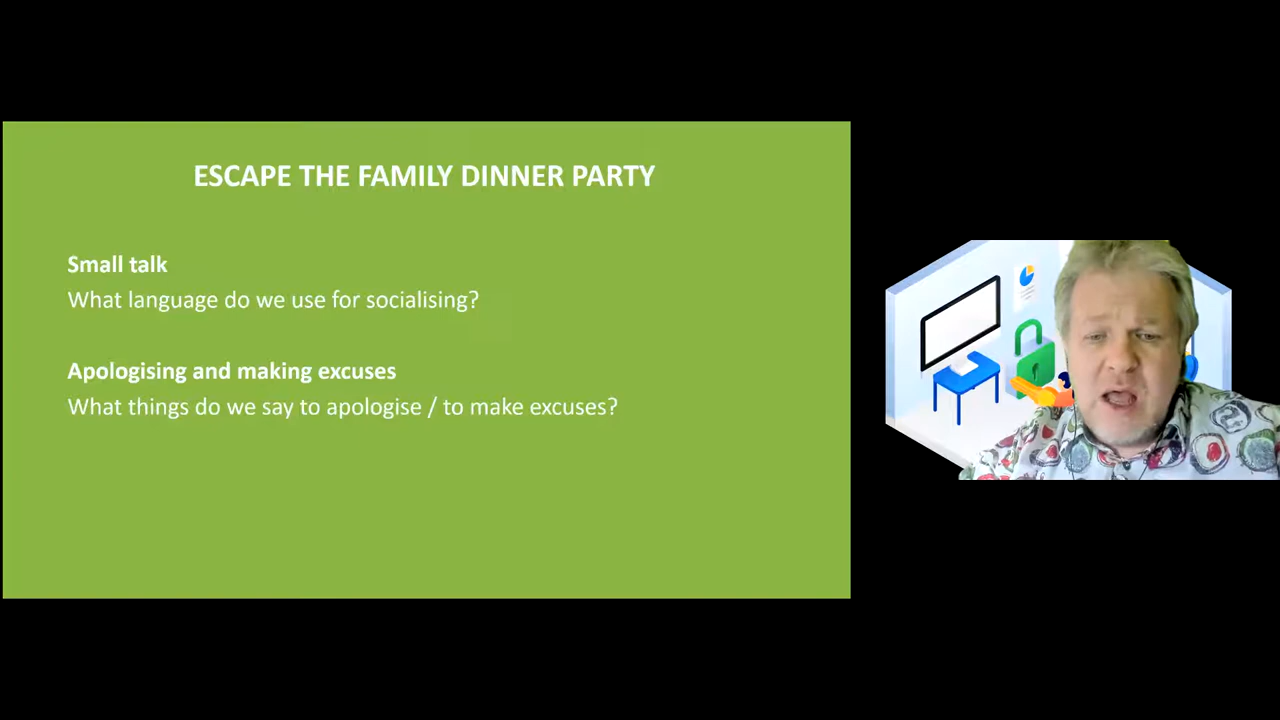 ESCAPE THE FAMILY DINNER PARTY
Small talk
What language do we use for socialising?
Apologising and making excuses
What things do we say to apologise / to make excuses?